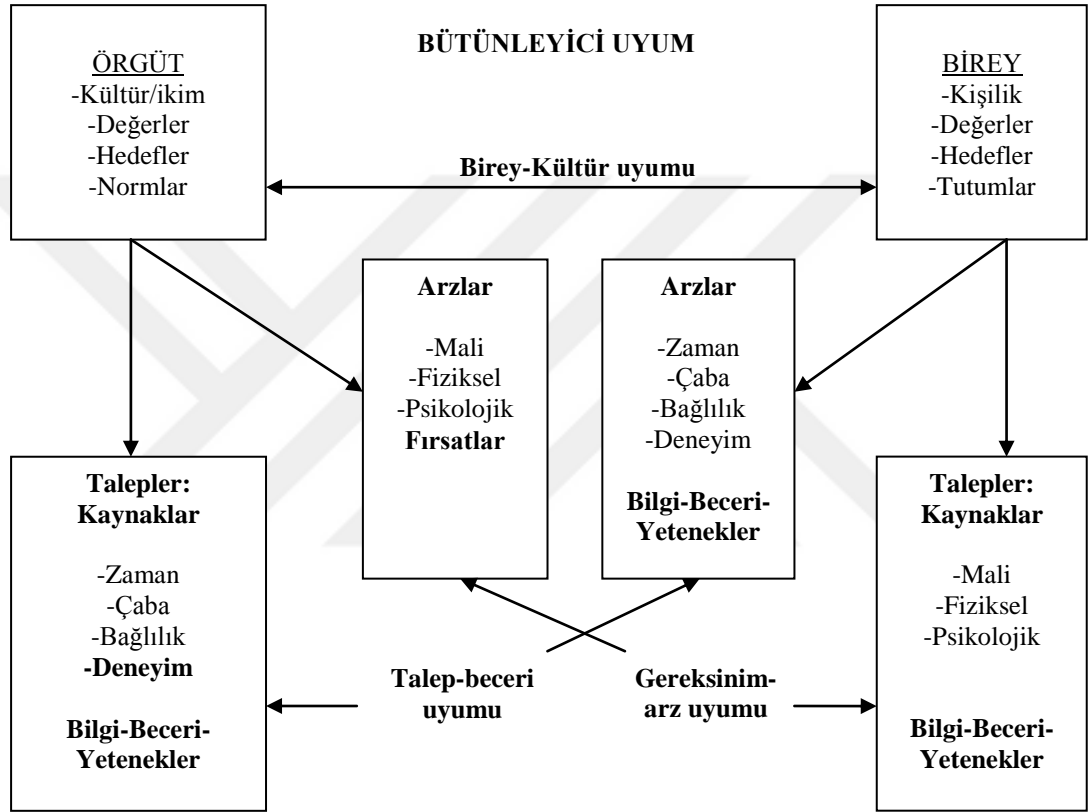 BÜTÜNLEYİCİ UYUM
ÖRGÜT
-Kültür/ikim
-Değerler
-Hedefler
-Normlar
Birey-Kültür uyumu
BİREY
-Kişilik
-Değerler
-Hedefler
-Tutumlar
Arzlar
-Mali
-Fiziksel
-Psikolojik
Fırsatlar
Arzlar
-Zaman
-Çaba
-Bağlılık
-Deneyim
Bilgi-Beceri-
Yetenekler
Talepler:
Kaynaklar
-Zaman
-Çaba
-Bağlılık
-Deneyim
Bilgi-Beceri-
Yetenekler
Talep-beceri
uyumu
Gereksinim-
arz uyumu
Talepler:
Kaynaklar
-Mali
-Fiziksel
-Psikolojik
Bilgi-Beceri-
Yetenekler